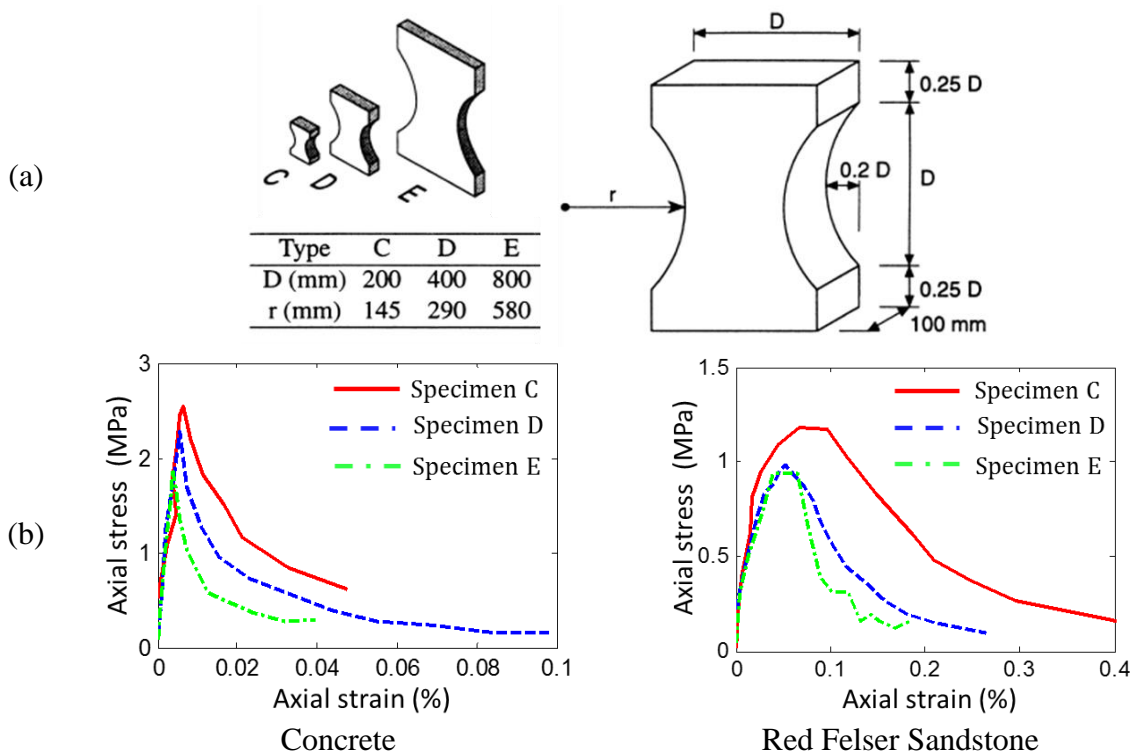 (a)
C D E
Type C D E
D (mm) 200 400 800
r (mm) 145 290 580
D
0.25 D
0.2 D
D
r
0.25 D
100 mm
(b)
Axial stress (MPa)
3
2
1
0
Specimen C
Specimen D
Specimen E
0 0.02 0.04 0.06 0.08 0.1
Axial strain (%)
Concrete
Axial stress (MPa)
1.5
1
0.5
0
Specimen C
Specimen D
Specimen E
0 0.1 0.2 0.3 0.4
Axial strain (%)
Red Felser Sandstone